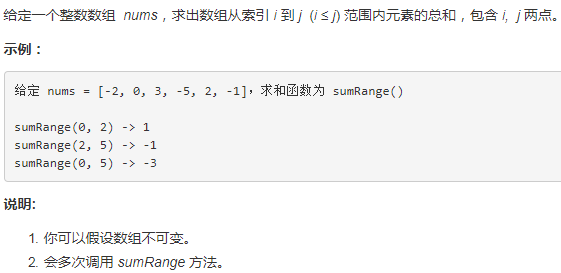 给定一个整数数组 nums，求出数组从索引 i 到 j (i ≤ j) 范围内元素的总和，包含 i, j 两点。
示例：
给定 nums = [-2, 0, 3, -5, 2, -1]，求和函数为 sumRange()
sumRange(0, 2) -> 1
sumRange(2, 5) -> -1
sumRange(0, 5) -> -3
说明:
1. 你可以假设数组不可变。
2. 会多次调用 sumRange 方法。